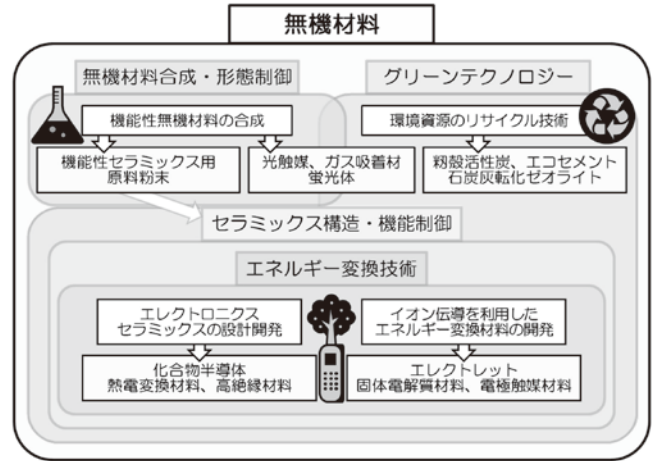 無機材料
無機材料合成・形態制御
グリーンテクノロジー
機能性無機材料の合成
環境資源のリサイクル技術
機能性セラミックス用
原料粉末
光触媒、ガス吸着材
蛍光体
籾殻活性炭、エコセメント
石炭灰転化ゼオライト
セラミックス構造・機能制御
エネルギー変換技術
エレクトロニクス
セラミックスの設計開発
イオン伝導を利用した
エネルギー変換材料の開発
化合物半導体
熱電変換材料、高絶縁材料
エレクトレット
固体電解質材料、電極触媒材料